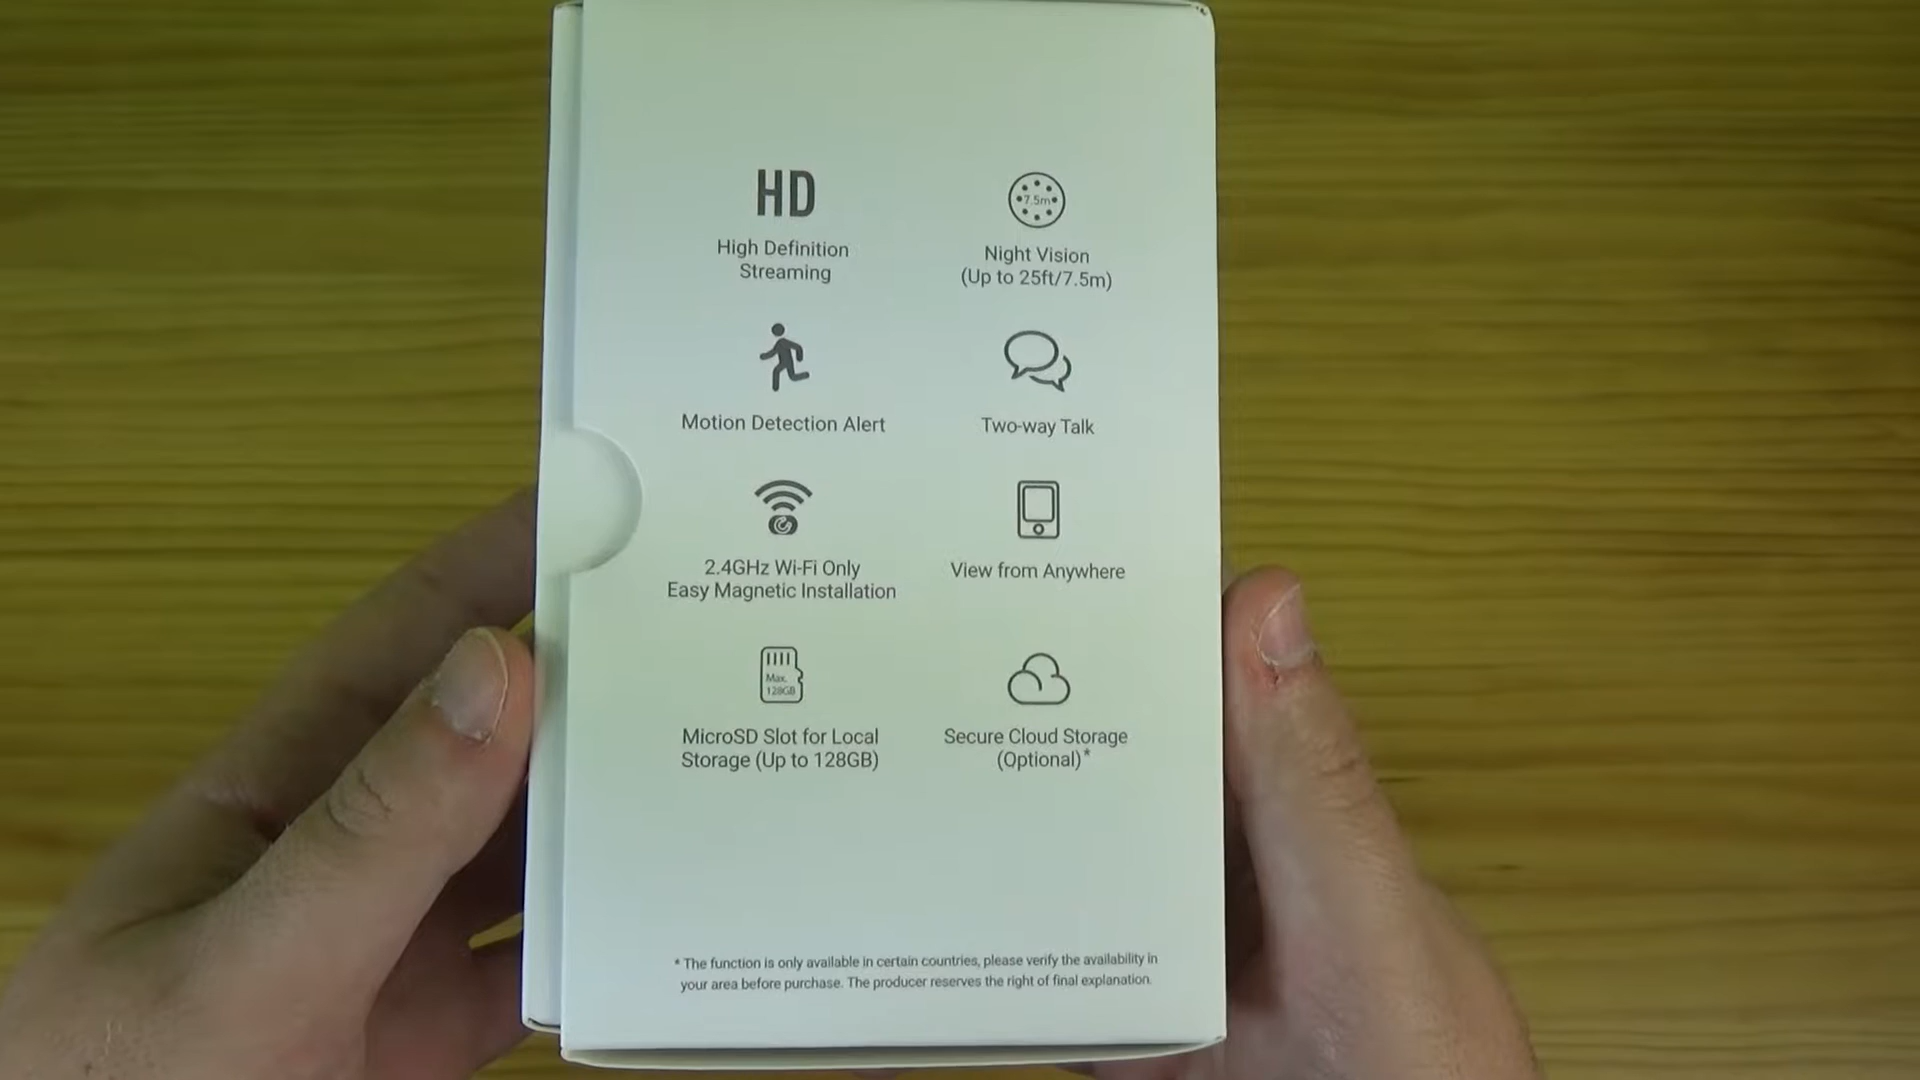 HD
High Definition
Streaming
7.5m
Night Vision
(Up to 25ft/7.5m)
Motion Detection Alert
Two-way Talk
2.4GHz Wi-Fi Only
Easy Magnetic Installation
View from Anywhere
Max.
128GB
MicroSD Slot for Local
Storage (Up to 128GB)
Secure Cloud Storage
(Optional)*
* The function is only available in certain countries, please verify the availability in
your area before purchase. The producer reserves the right of final explanation.